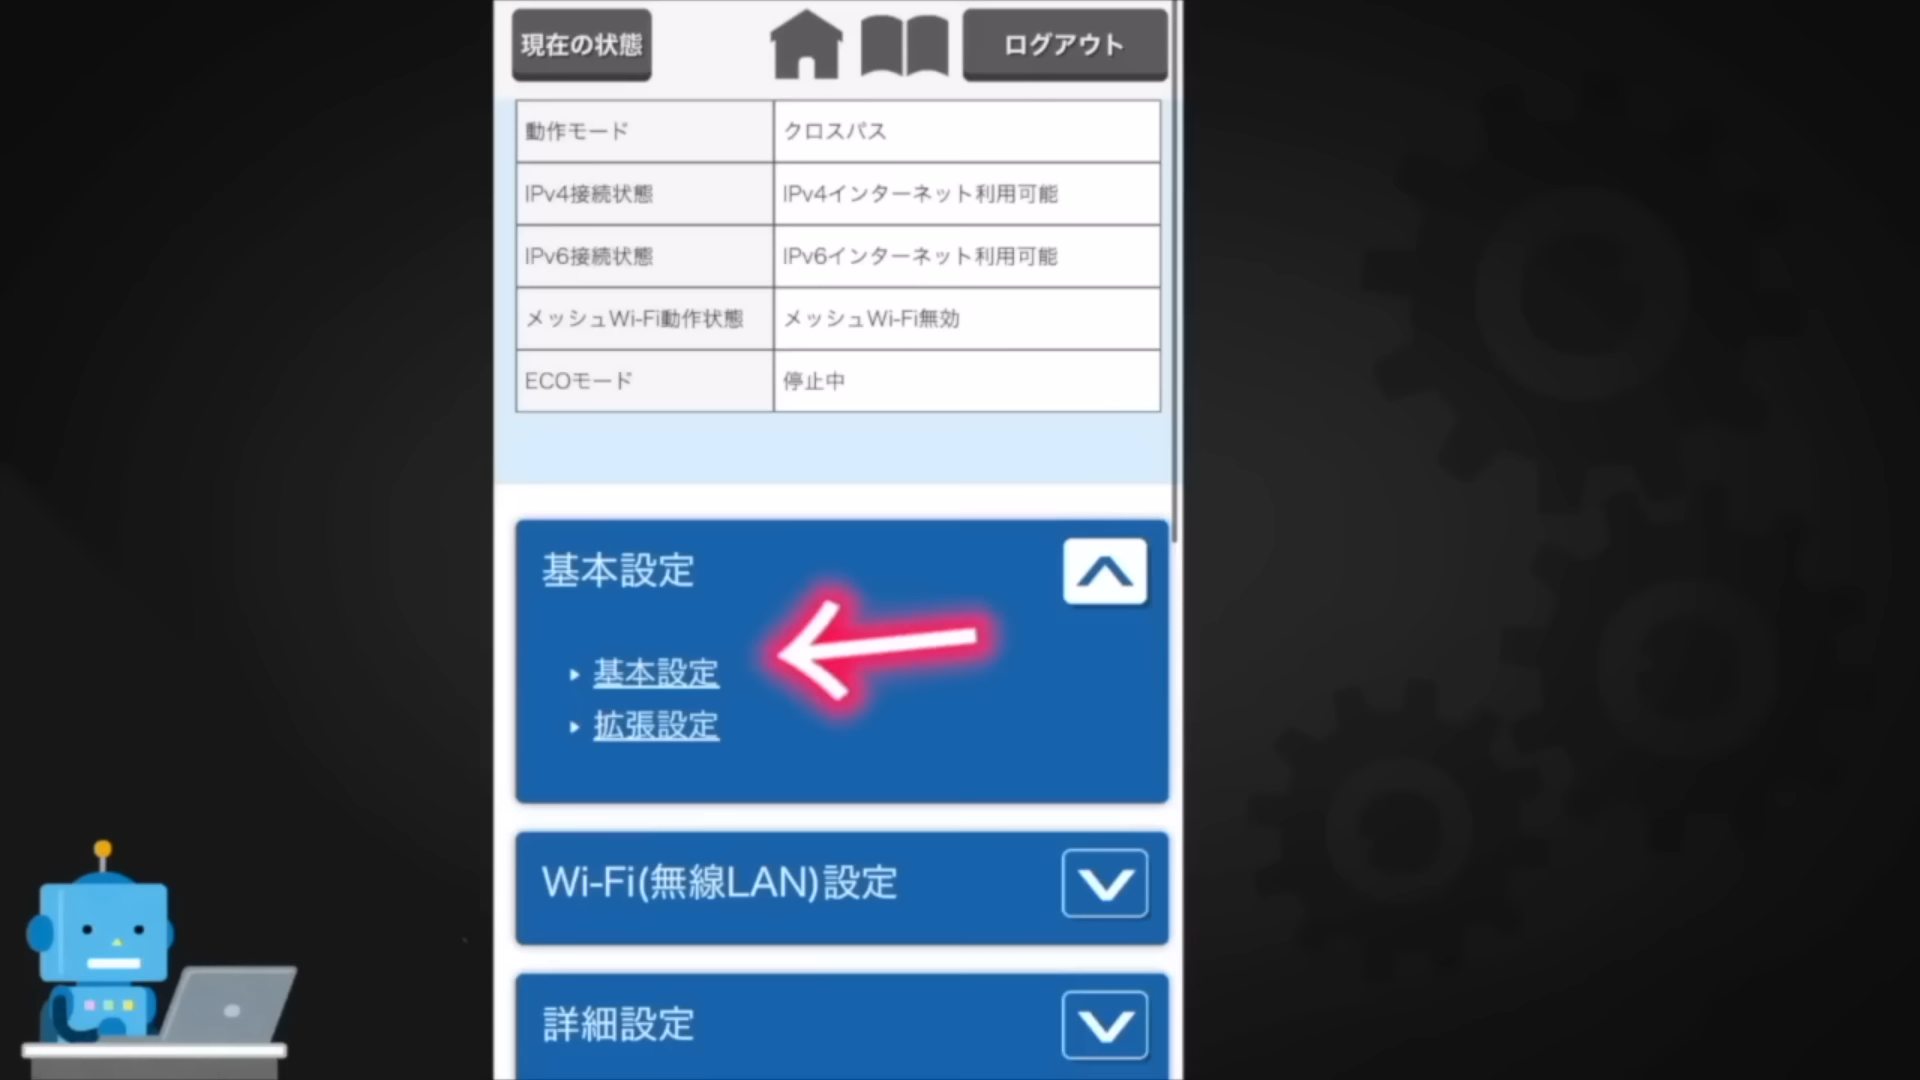 現在の状態
ログアウト
動作モード クロスパス
IPv4接続状態 IPv4インターネット利用可能
IPv6接続状態 IPv6インターネット利用可能
メッシュWi-Fi動作状態 メッシュWi-Fi無効
ECOモード 停止中
基本設定
基本設定
拡張設定
Wi-Fi(無線LAN)設定
詳細設定